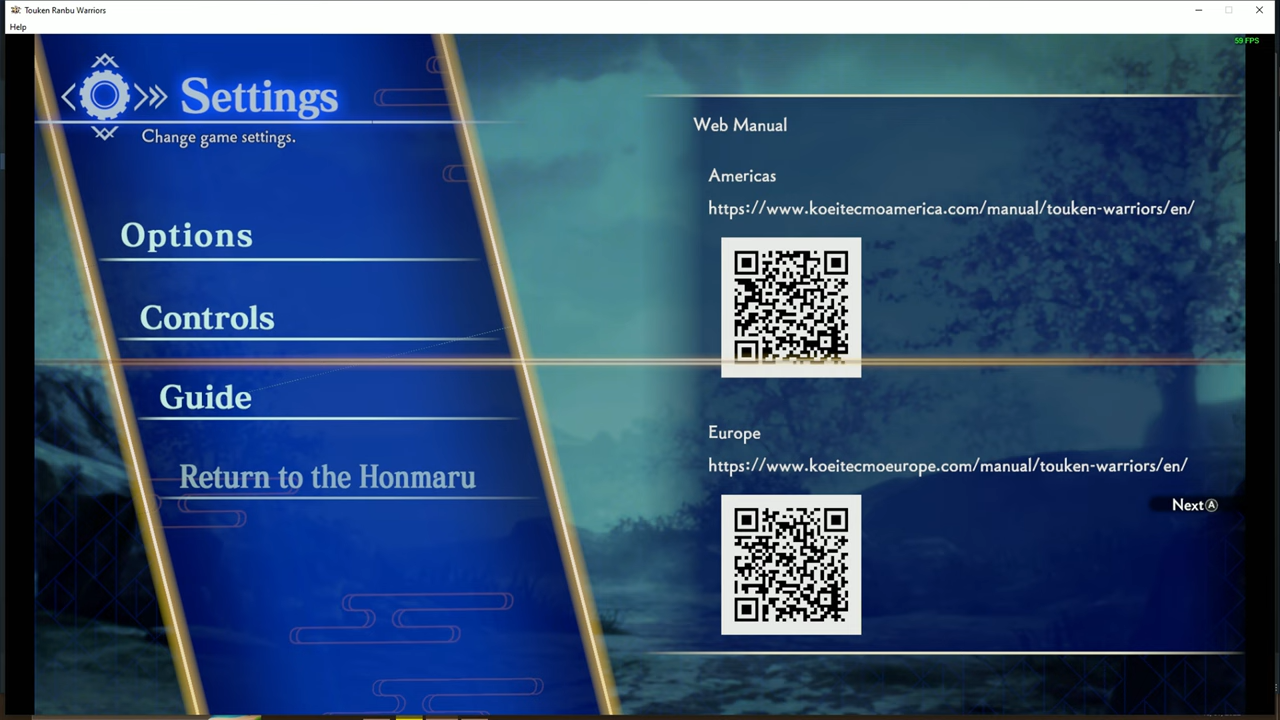 Touken Ranbu Warriors
Help
59 FPS
Settings
Change game settings.
Options
Controls
Guide
Return to the Honmaru
Web Manual
Americas
https://www.koeitecmoamerica.com/manual/touken-warriors/en/
Europe
https://www.koeitecmoeurope.com/manual/touken-warriors/en/
Next A